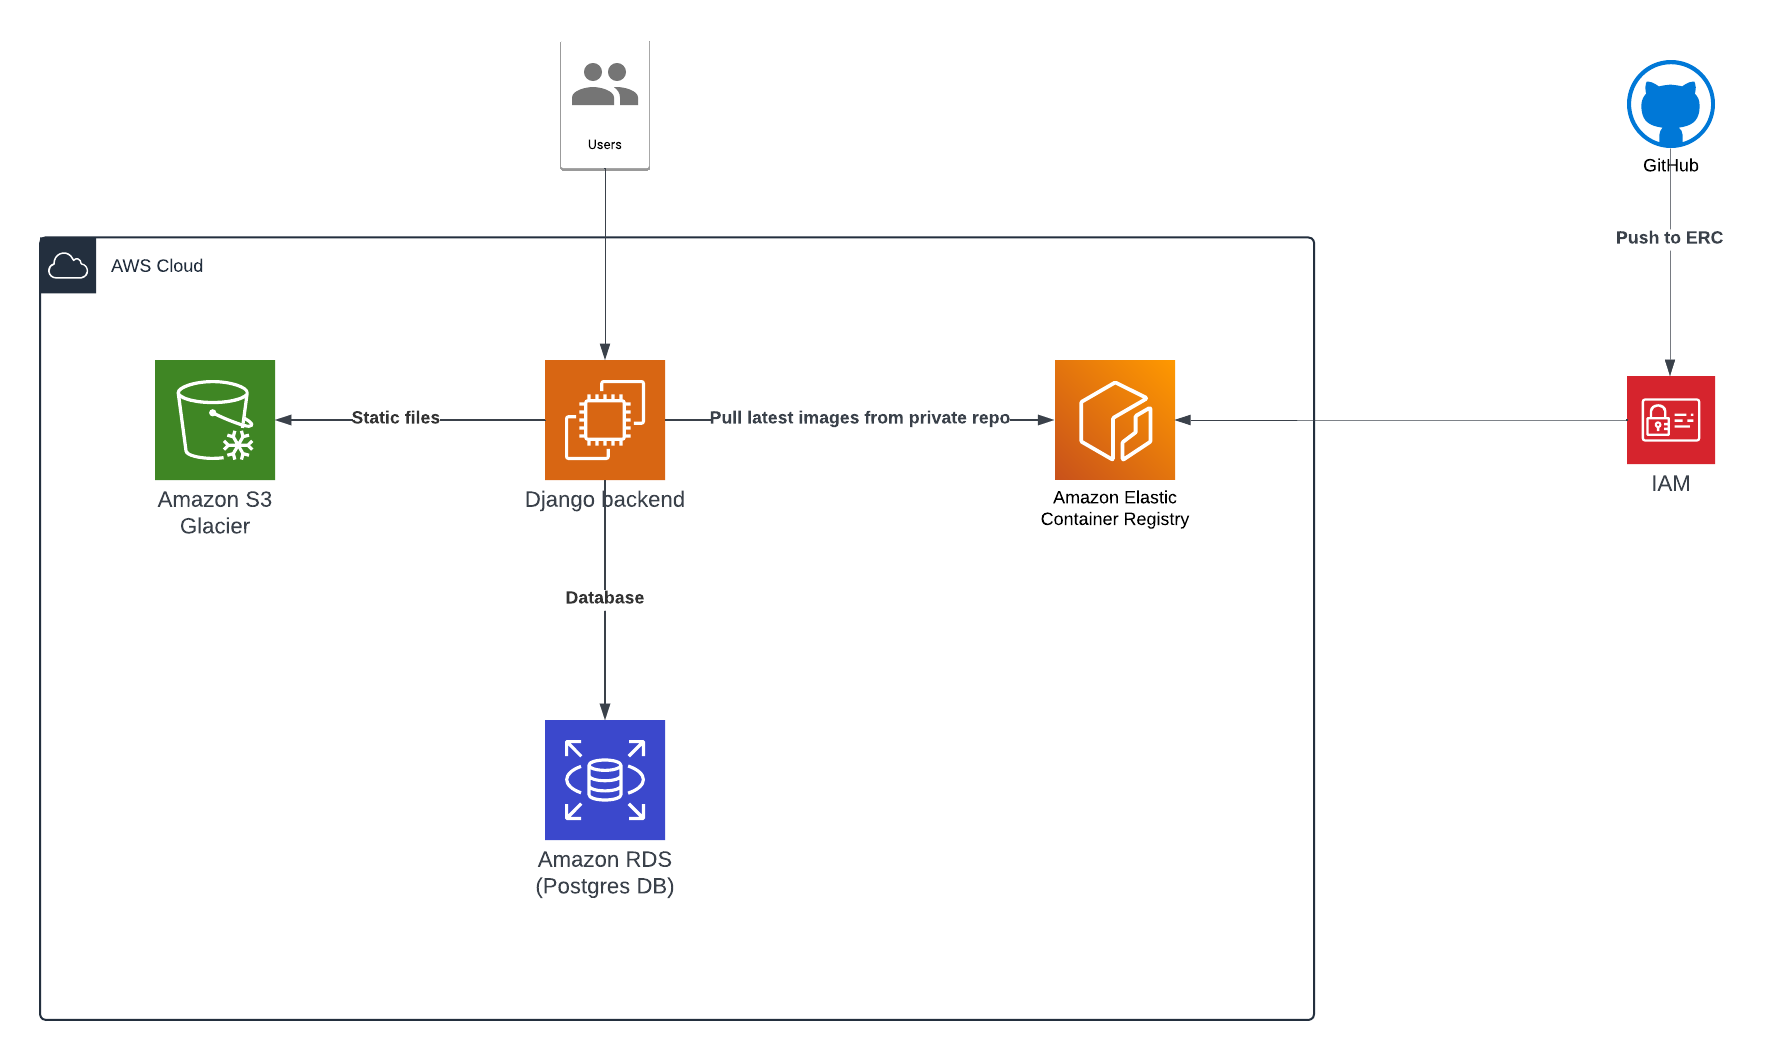 Users
GitHub
Push to ERC
AWS Cloud
Static files
Pull latest images from private repo
Amazon S3
Glacier
Django backend
Amazon Elastic
Container Registry
IAM
Database
Amazon RDS
(Postgres DB)